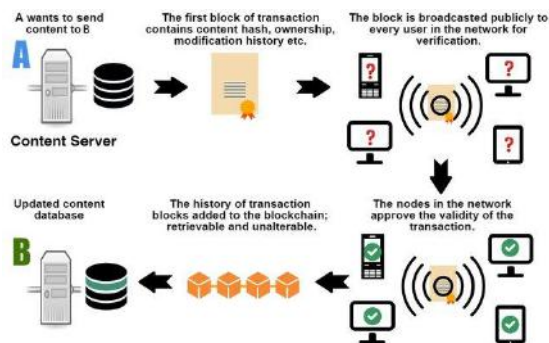 A wants to send
content to B
The first block of transaction
contains content hash, ownership,
modification history etc.
The block is broadcasted publicly to
every user in the network for
verification.
A
Content Server
?
?
?
?
Updated content
database
The history of transaction
blocks added to the blockchain;
retrievable and unalterable.
The nodes in the network
approve the validity of the
transaction.
B